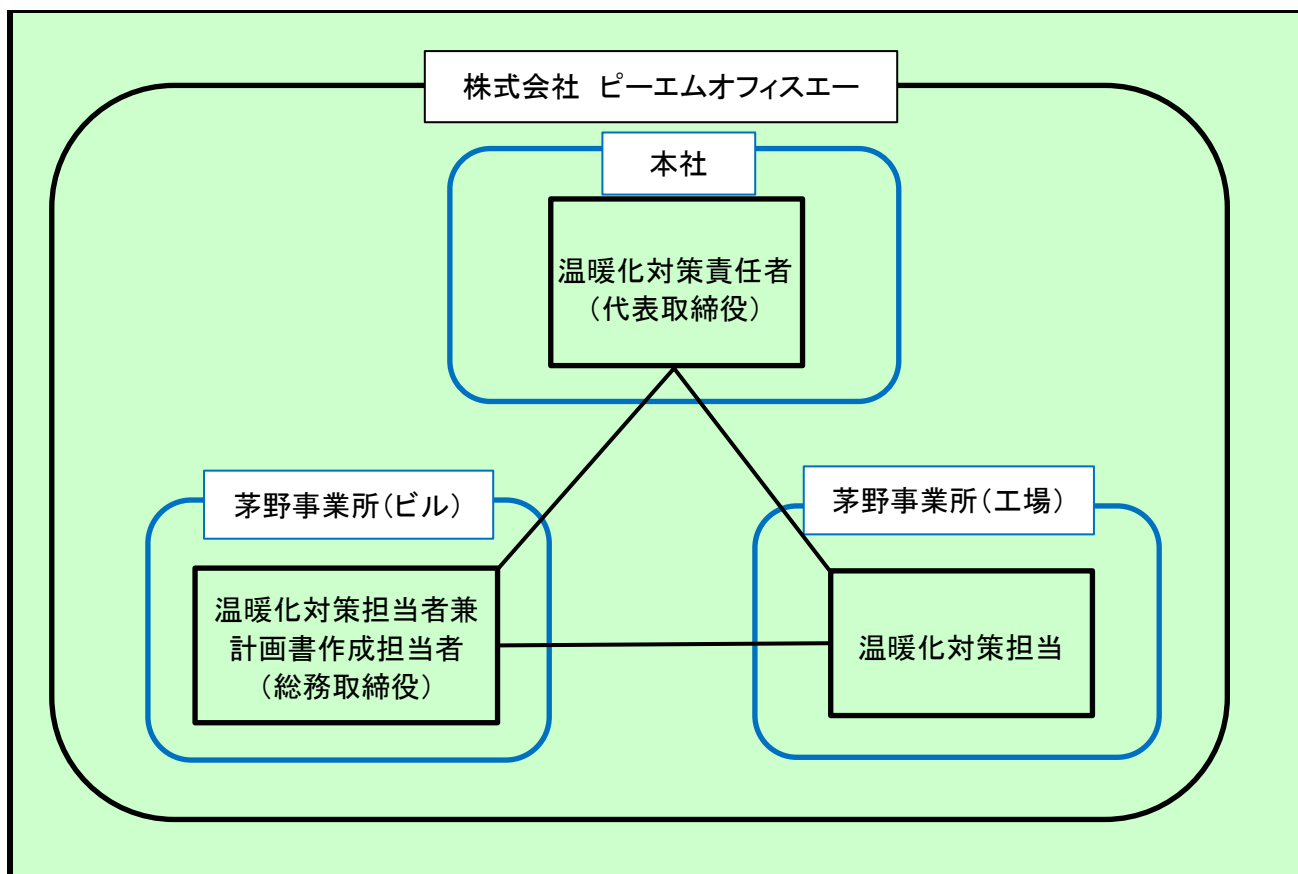 株式会社 ピーエムオフィスエー
本社
温暖化対策責任者
（代表取締役）
茅野事業所（ビル）
温暖化対策担当者兼
計画書作成担当者
（総務取締役）
茅野事業所（工場）
温暖化対策担当